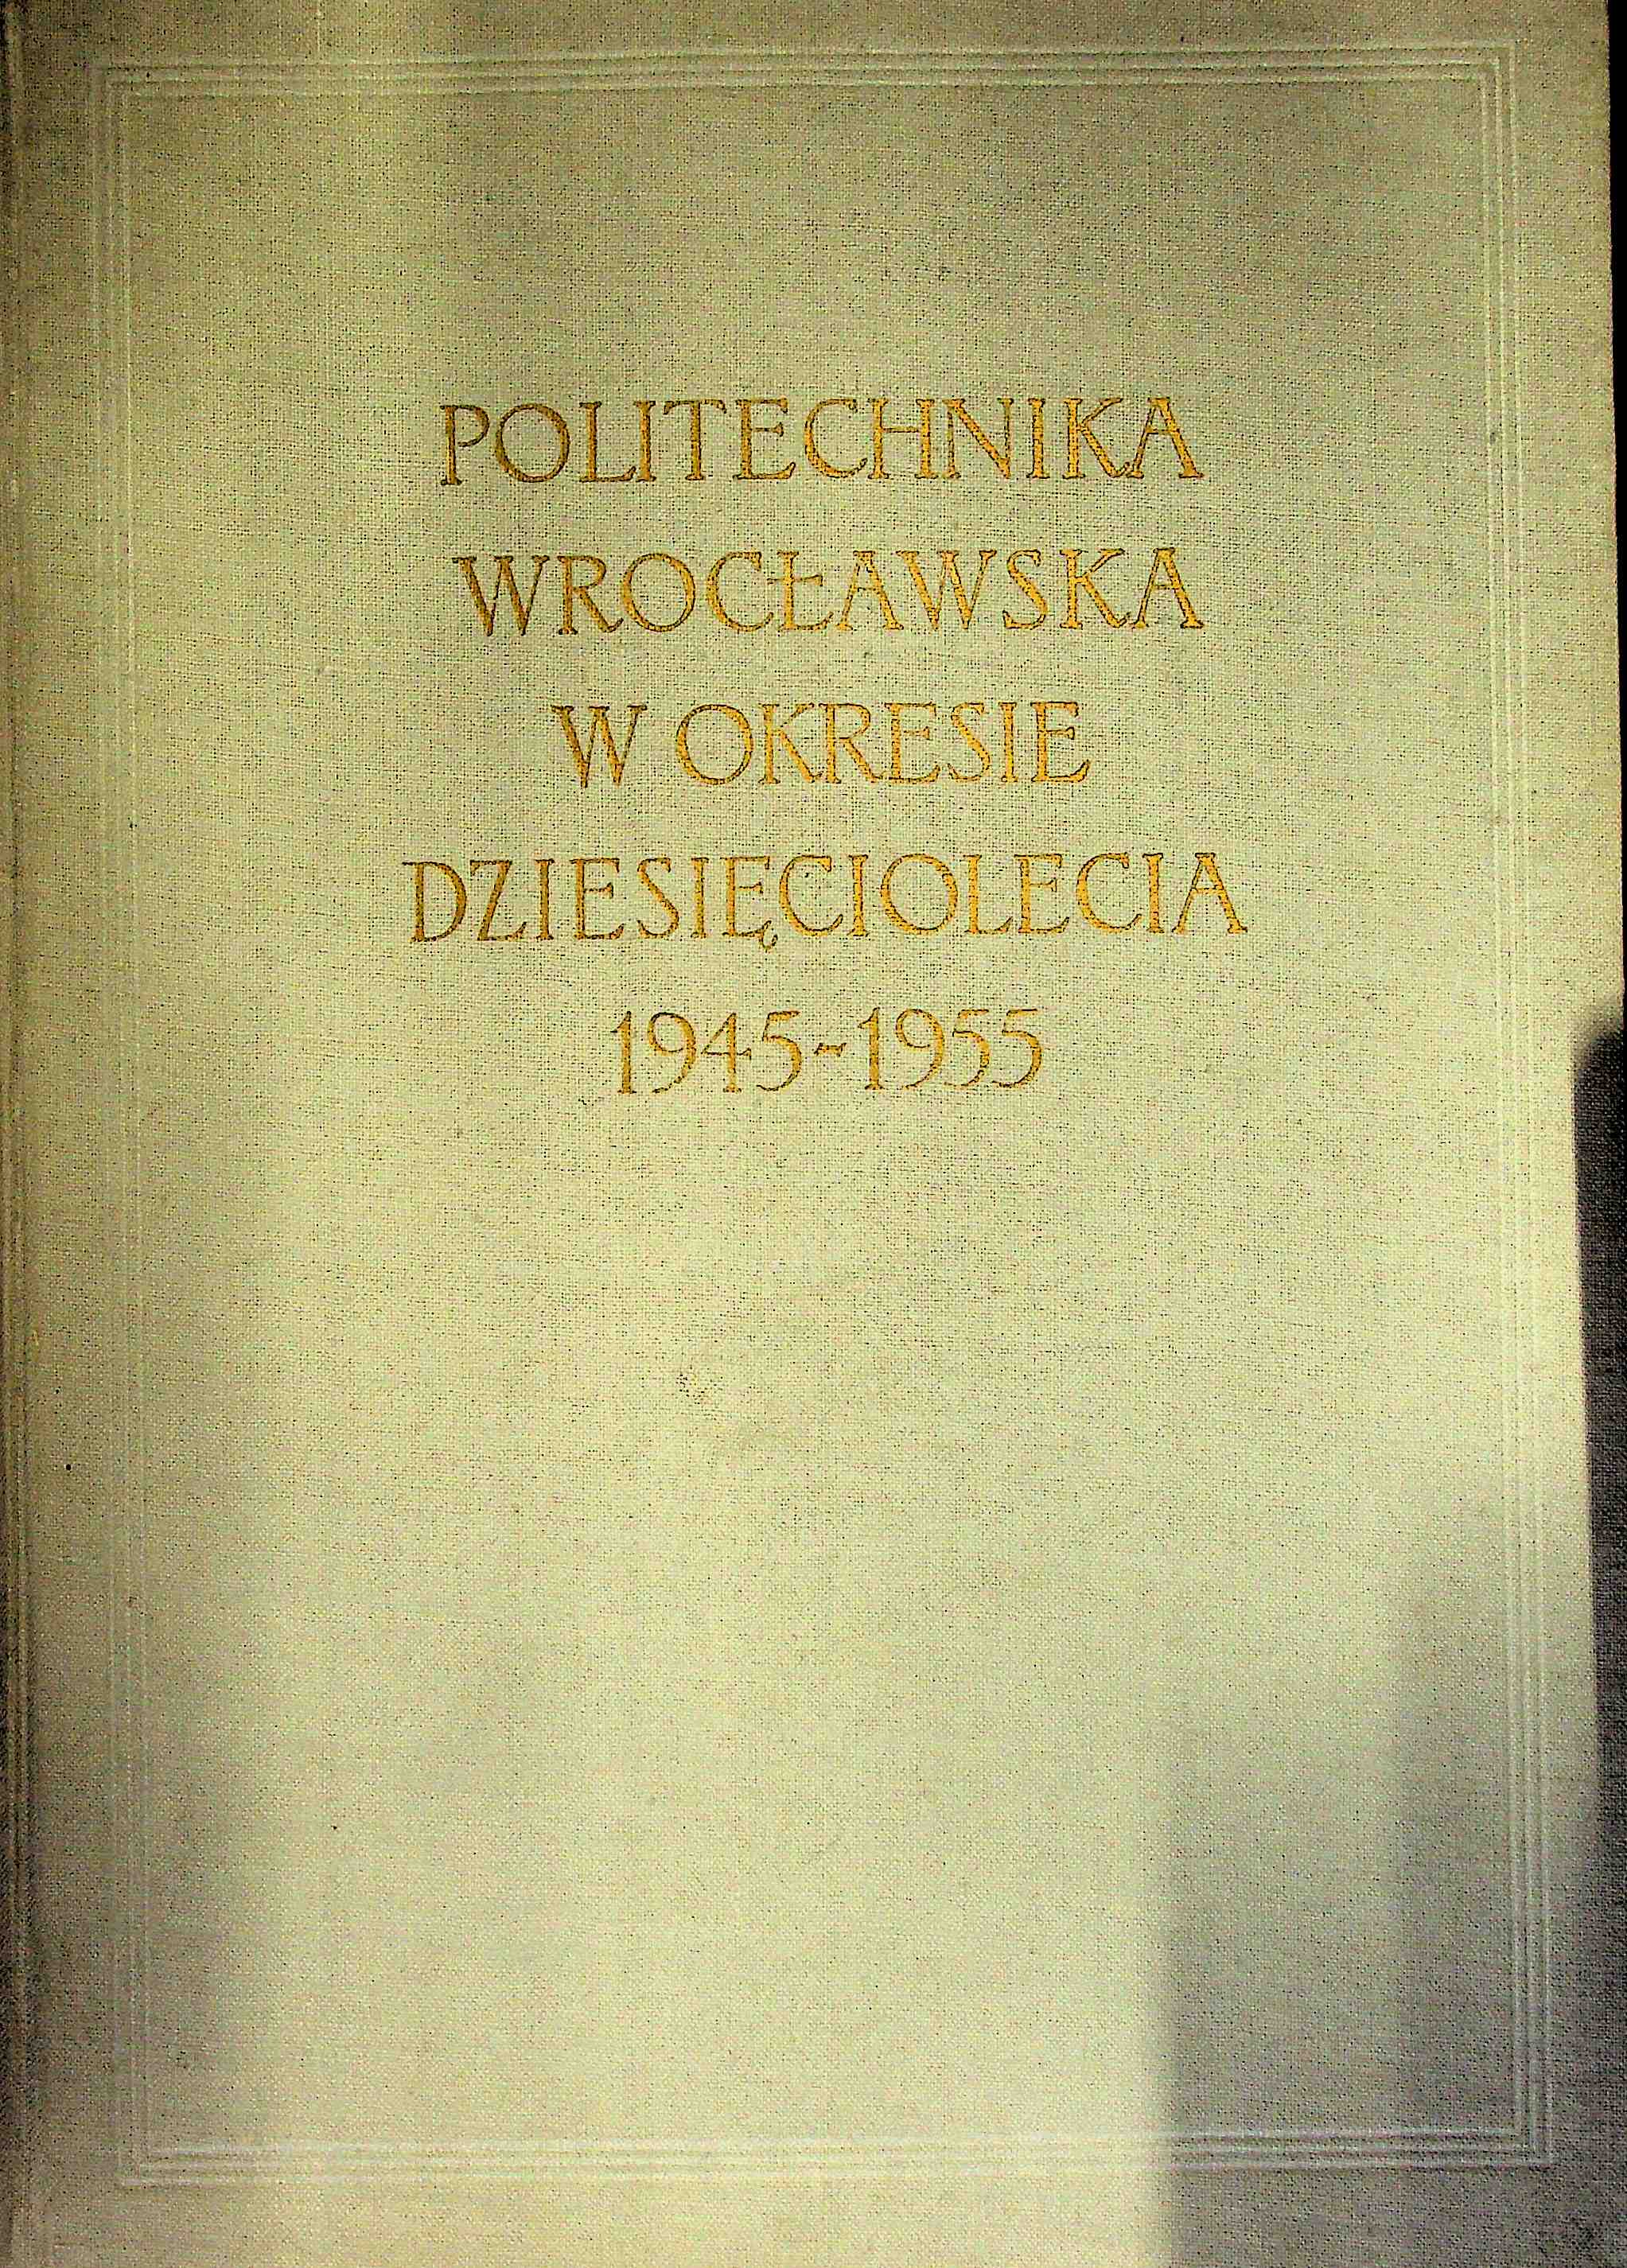 POLITECHNIKA
WROCŁAWSKA
W OKRESIE
DZIESIĘCIOLECIA
1945-1955